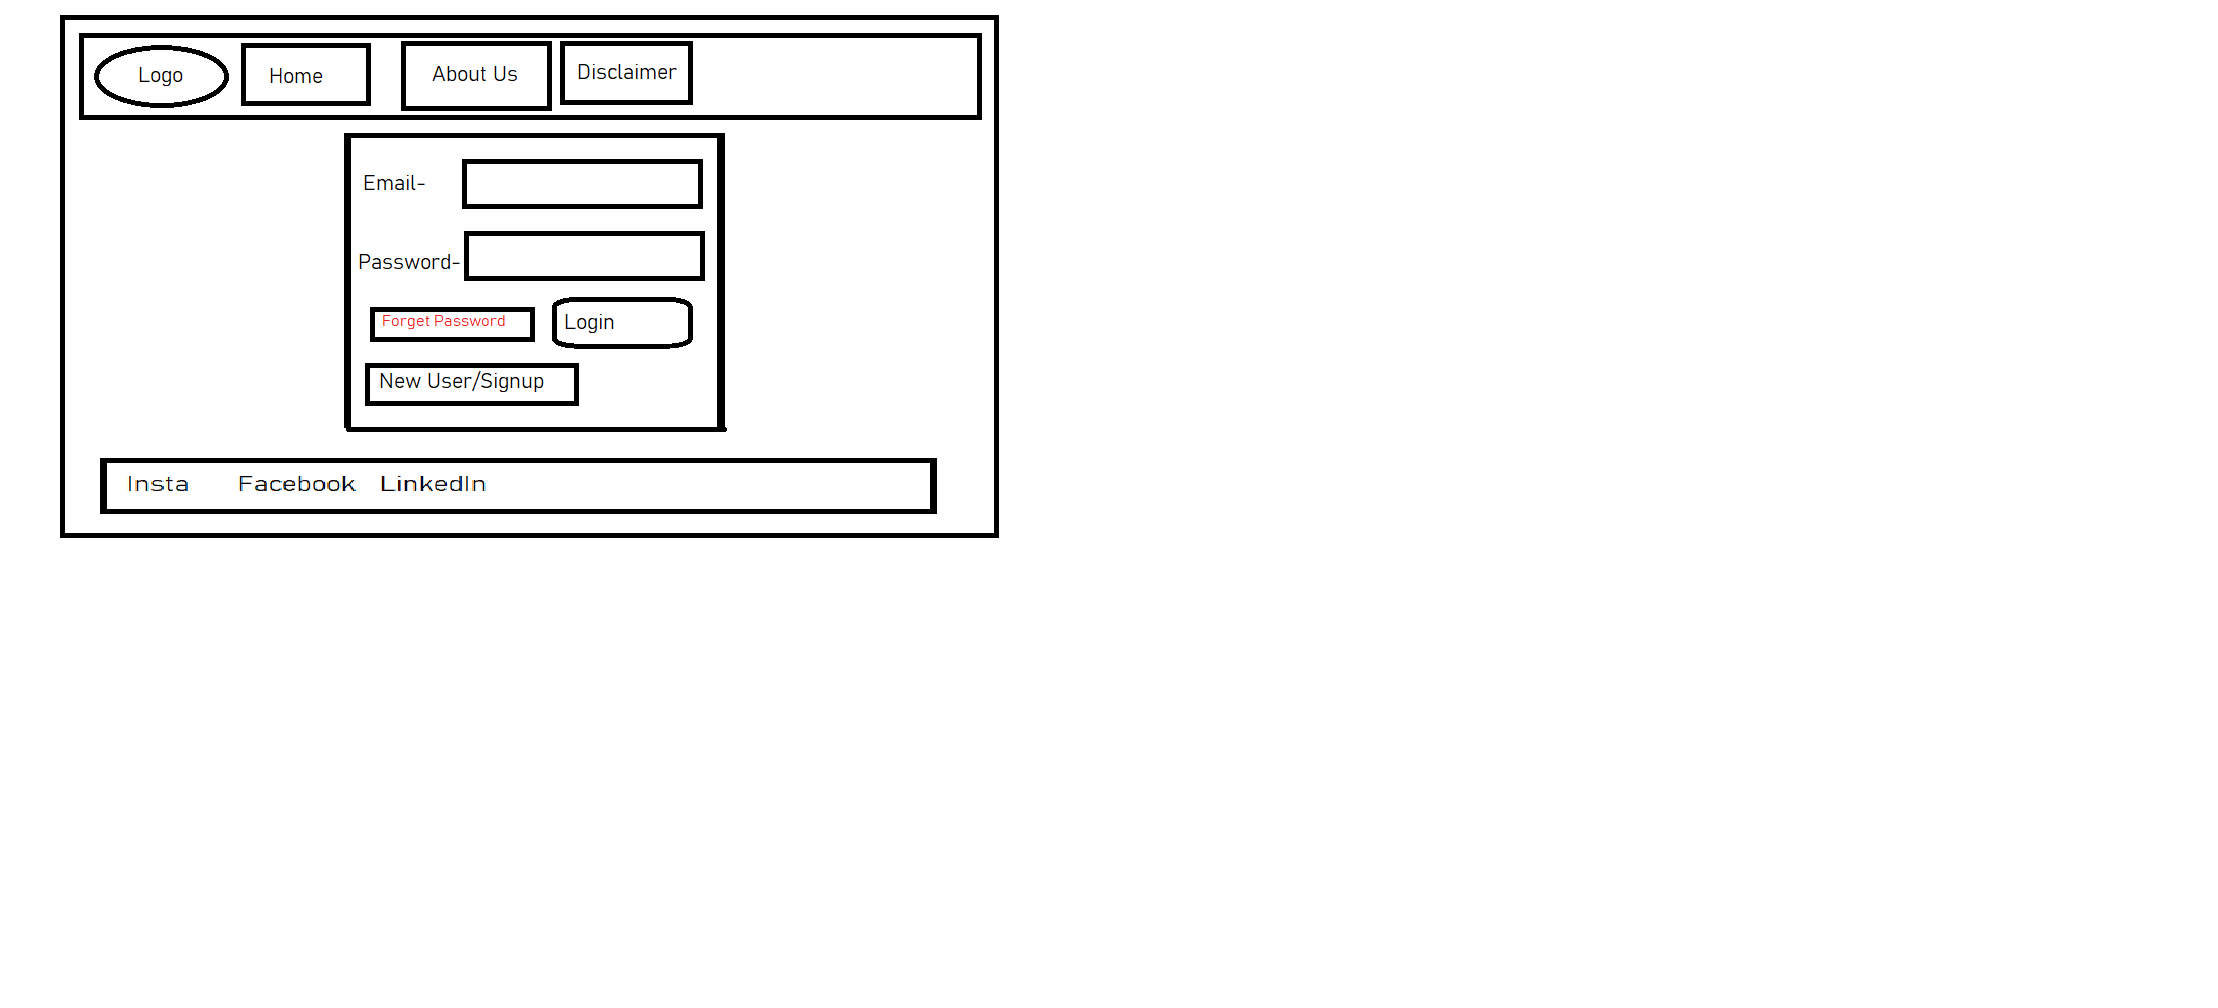 Logo
Home
About Us
Disclaimer
Email-
Password-
Forget Password
Login
New User/Signup
Insta
Facebook
LinkedIn